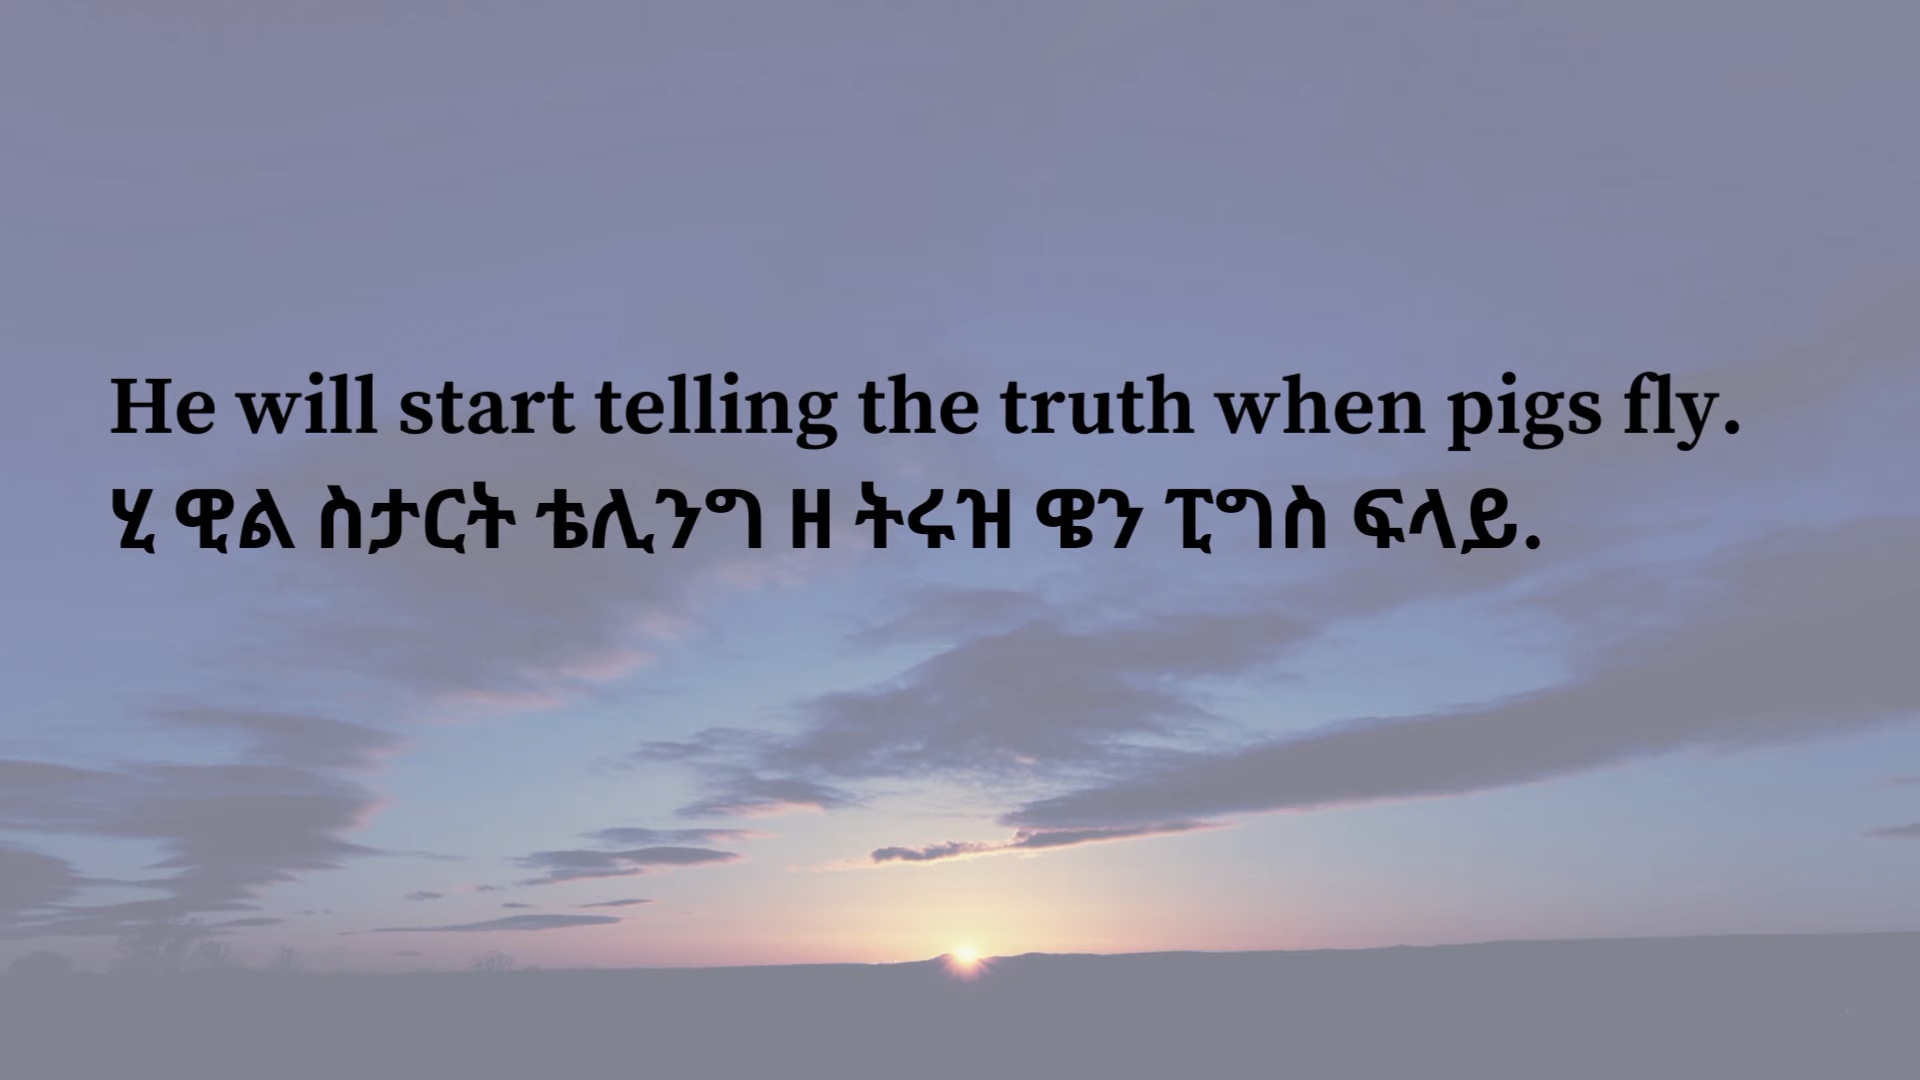 He will start telling the truth when pigs fly.
ሂ ዊል ስታርት ቴሊንግ ዘ ትሩዝ ዌን ፒግስ ፍላይ.